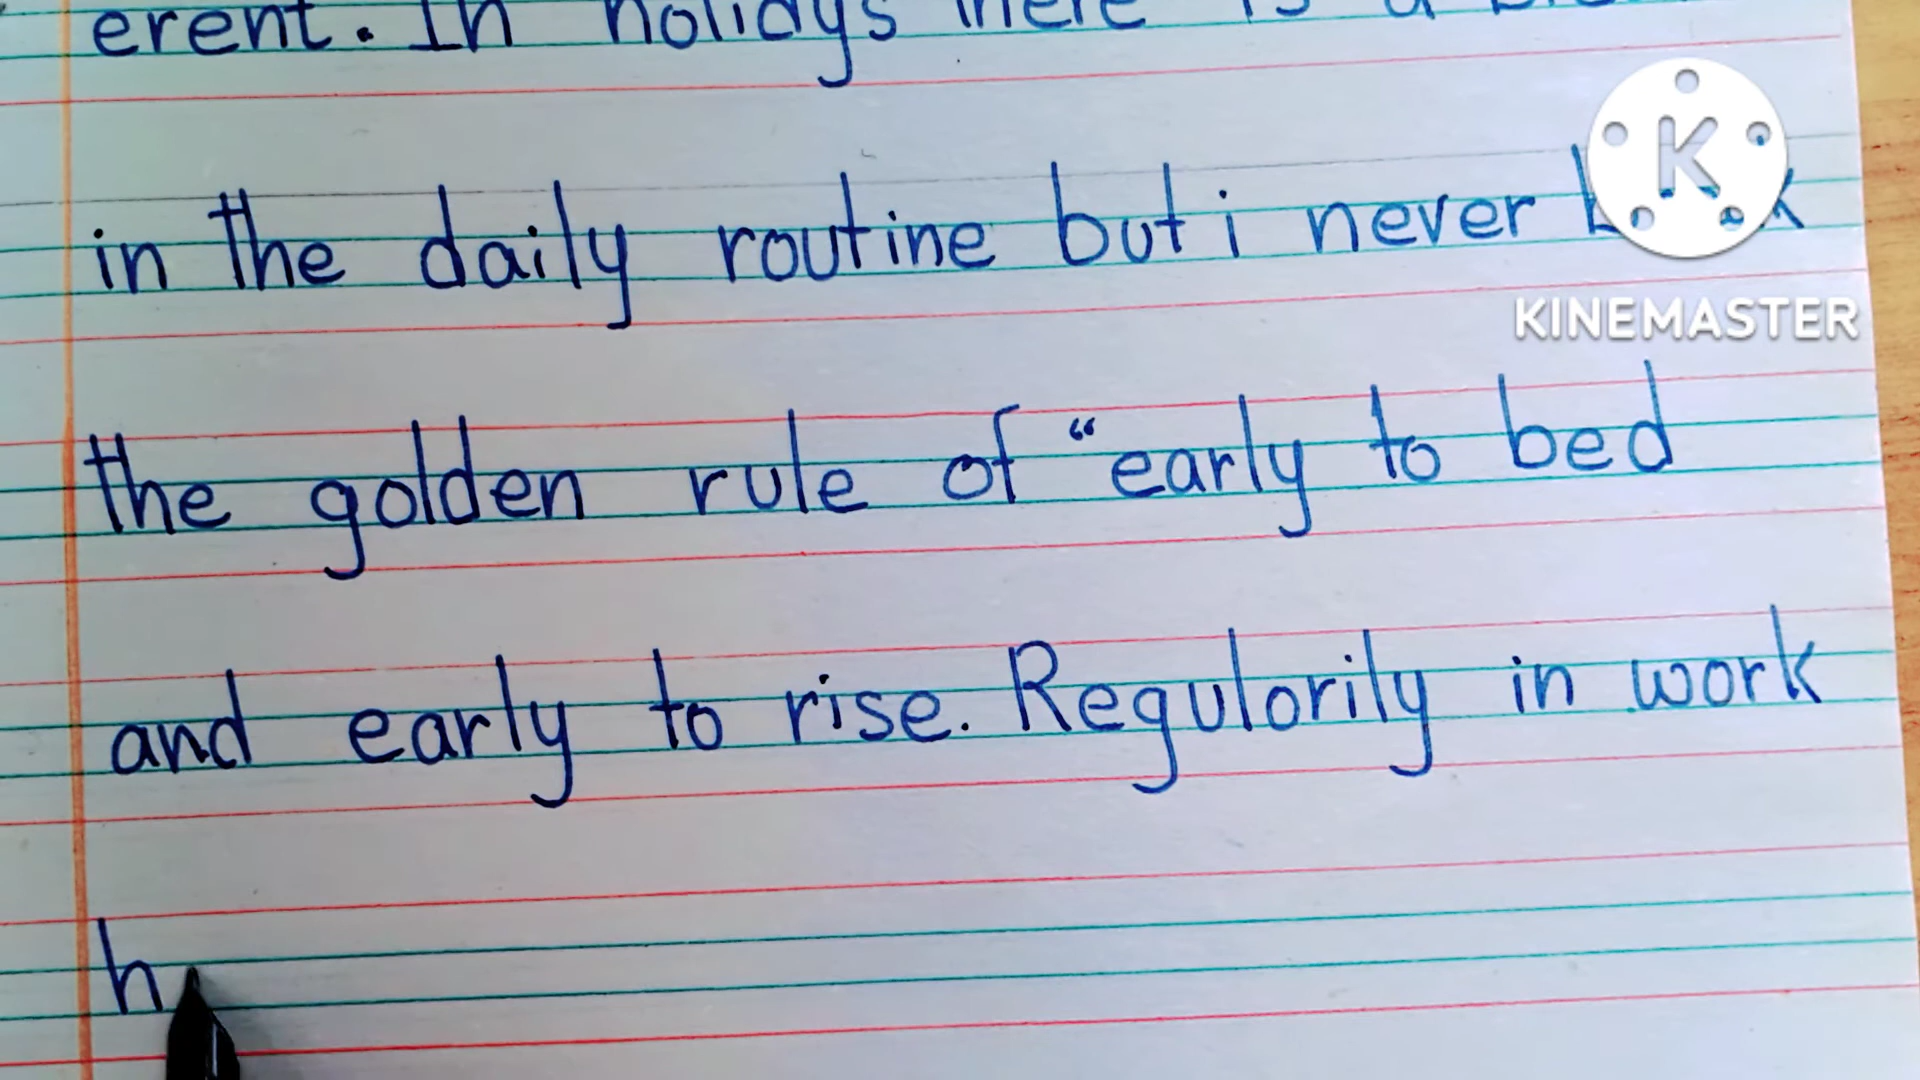 erent. In holidys there is a
in the daily routine but i never
K
KINEMASTER
the golden rule of “early to bed
and early to rise. Regulorily in work
h